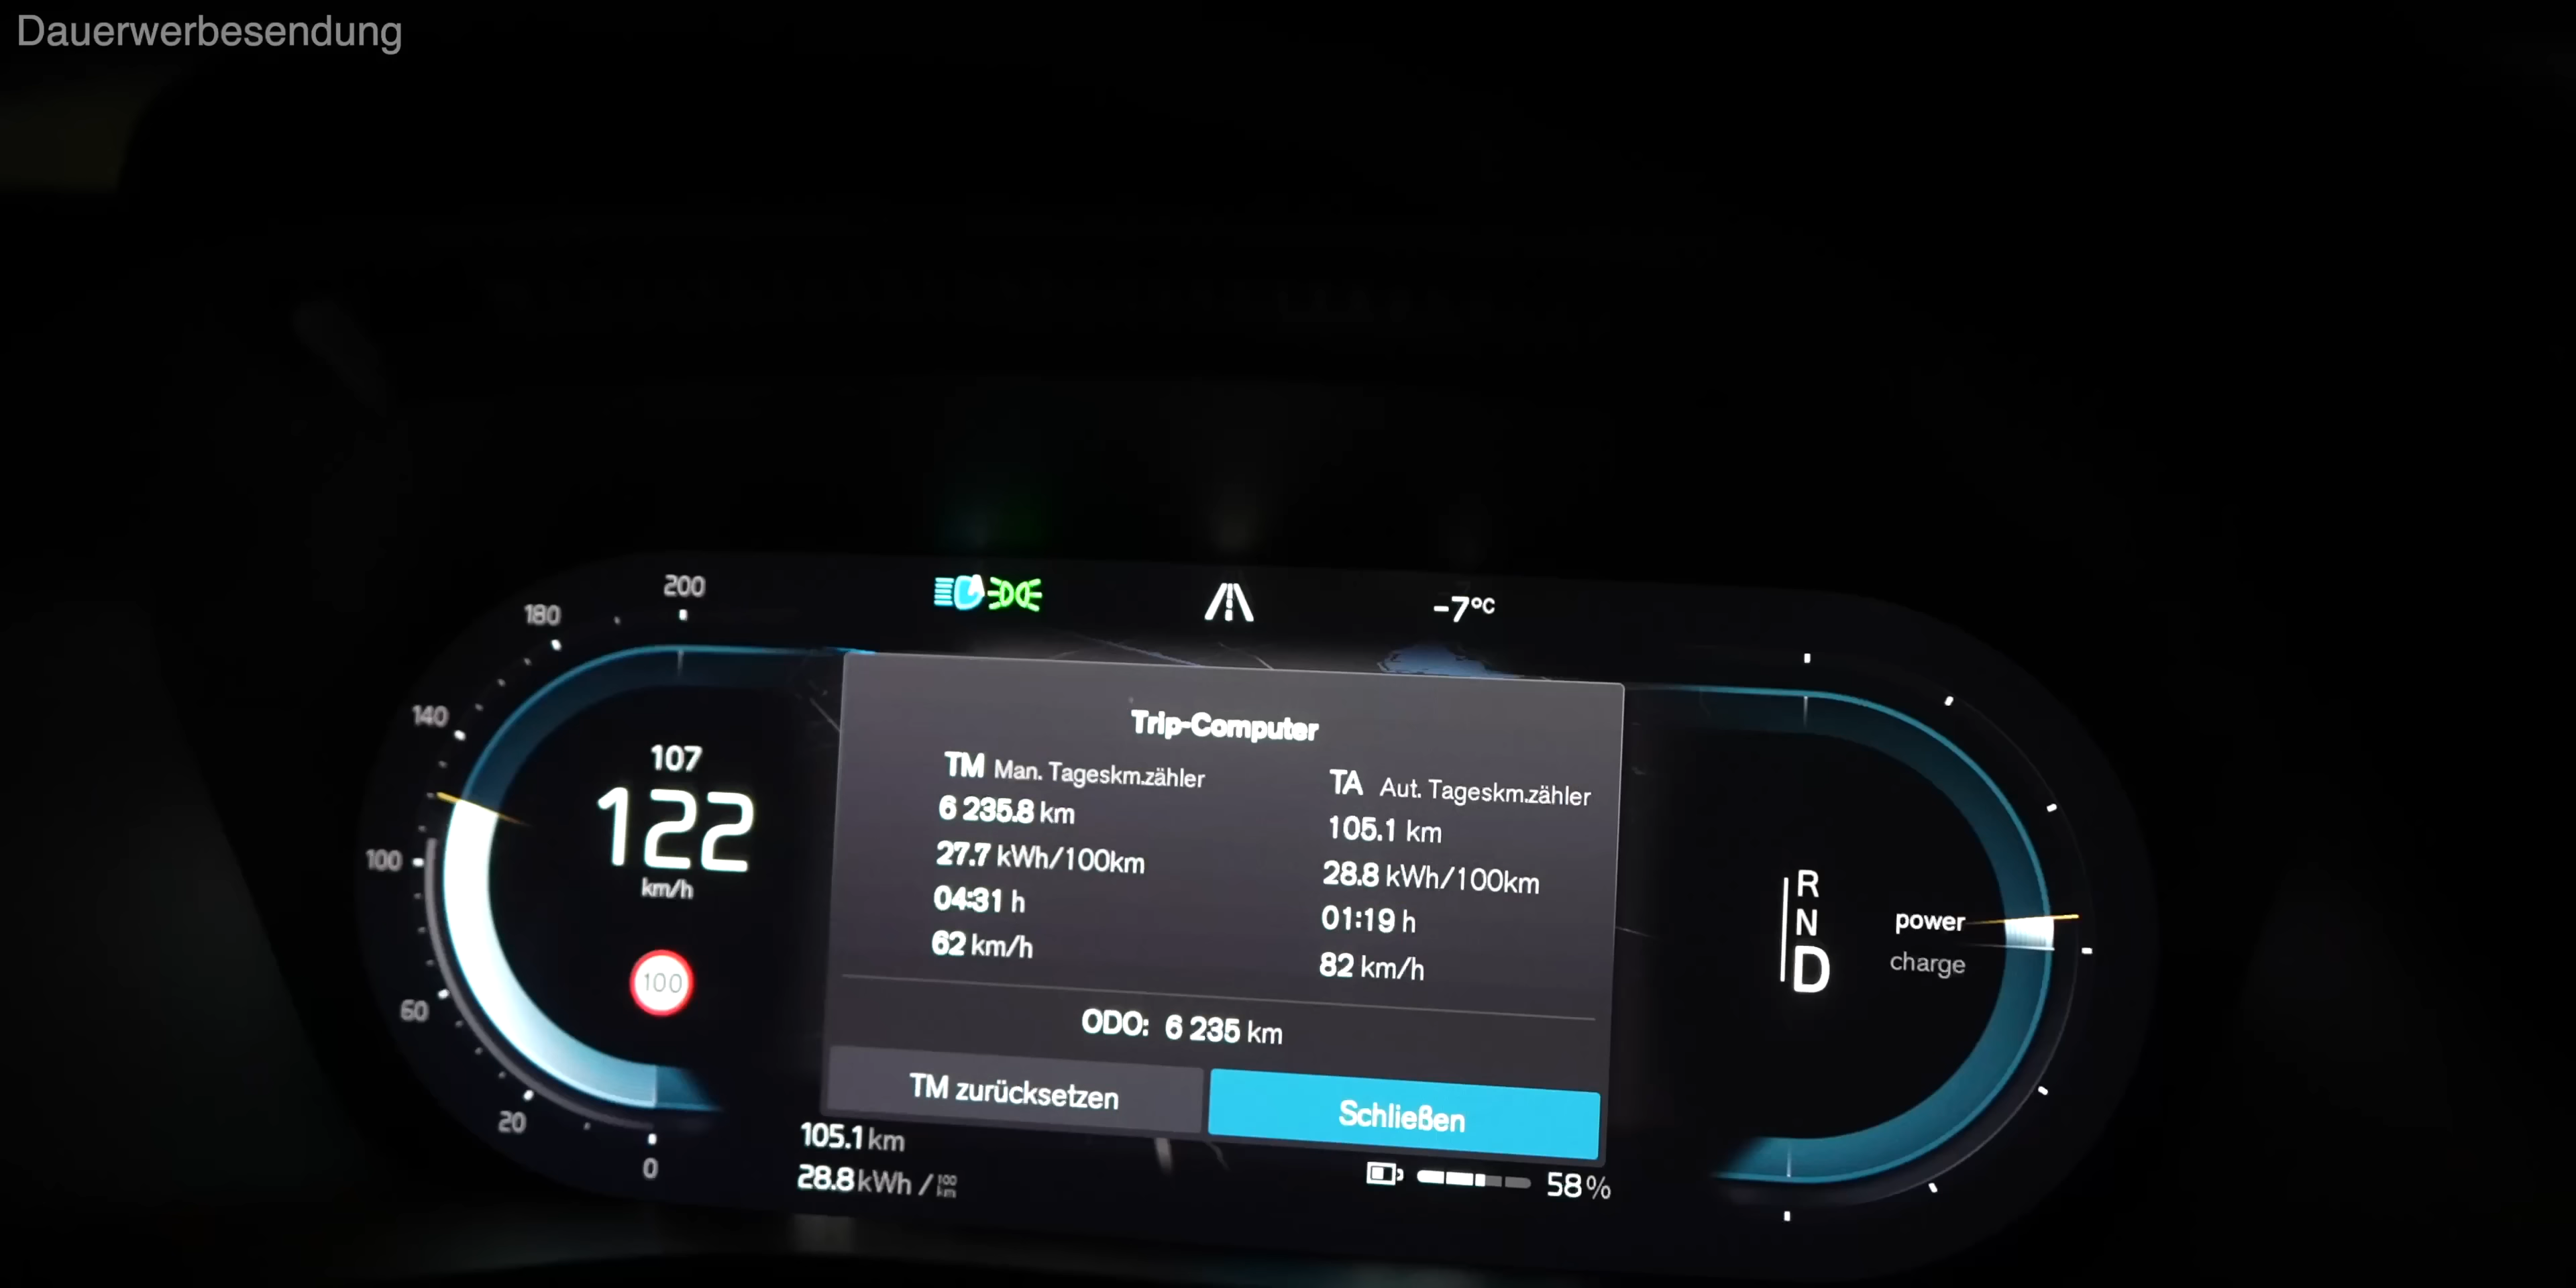 Dauerwerbesendung
200
180
140
100
60
20
0
-7°C
107
122
km/h
100
Trip-Computer
TM Man. Tageskm.zähler
6 235.8 km
27.7 kWh/100km
04:31 h
62 km/h
TA Aut. Tageskm.zähler
105.1 km
28.8 kWh/100km
01:19 h
82 km/h
ODO: 6 235 km
TM zurücksetzen
Schließen
R
N
D
power
charge
105.1 km
28.8 kWh / 100 km
58%